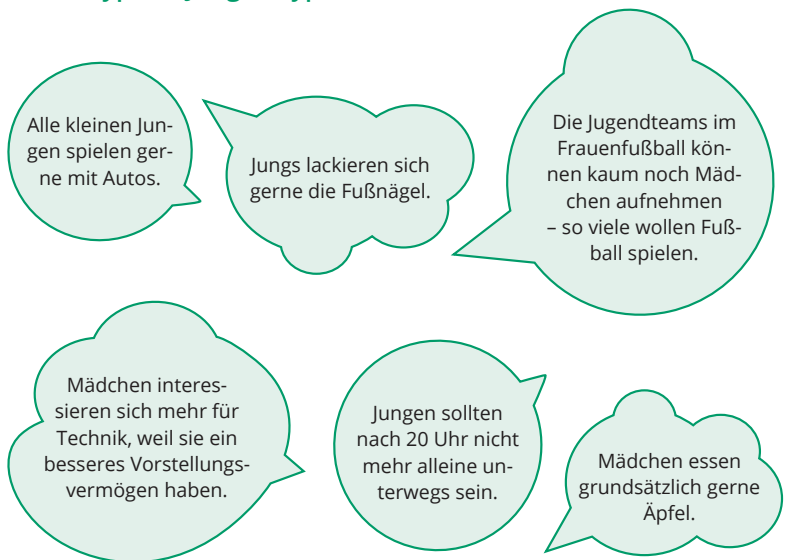 Alle kleinen Jun-
gen spielen ger-
ne mit Autos.
Jungs lackieren sich
gerne die Fußnägel.
Die Jugendteams im
Frauenfußball kön-
nen kaum noch Mäd-
chen aufnehmen
– so viele wollen Fuß-
ball spielen.
Mädchen interes-
sieren sich mehr für
Technik, weil sie ein
besseres Vorstellungs-
vermögen haben.
Jungen sollten
nach 20 Uhr nicht
mehr alleine un-
terwegs sein.
Mädchen essen
grundsätzlich gerne
Äpfel.